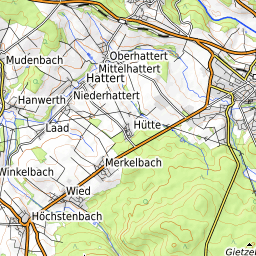 Oberhattert
Mudenbach
Mittelhattert
Hattert
Niederhattert
Hanwerth
Laad
Hütte
Merkelbach
Winkelbach
Wied
Höchstenbach